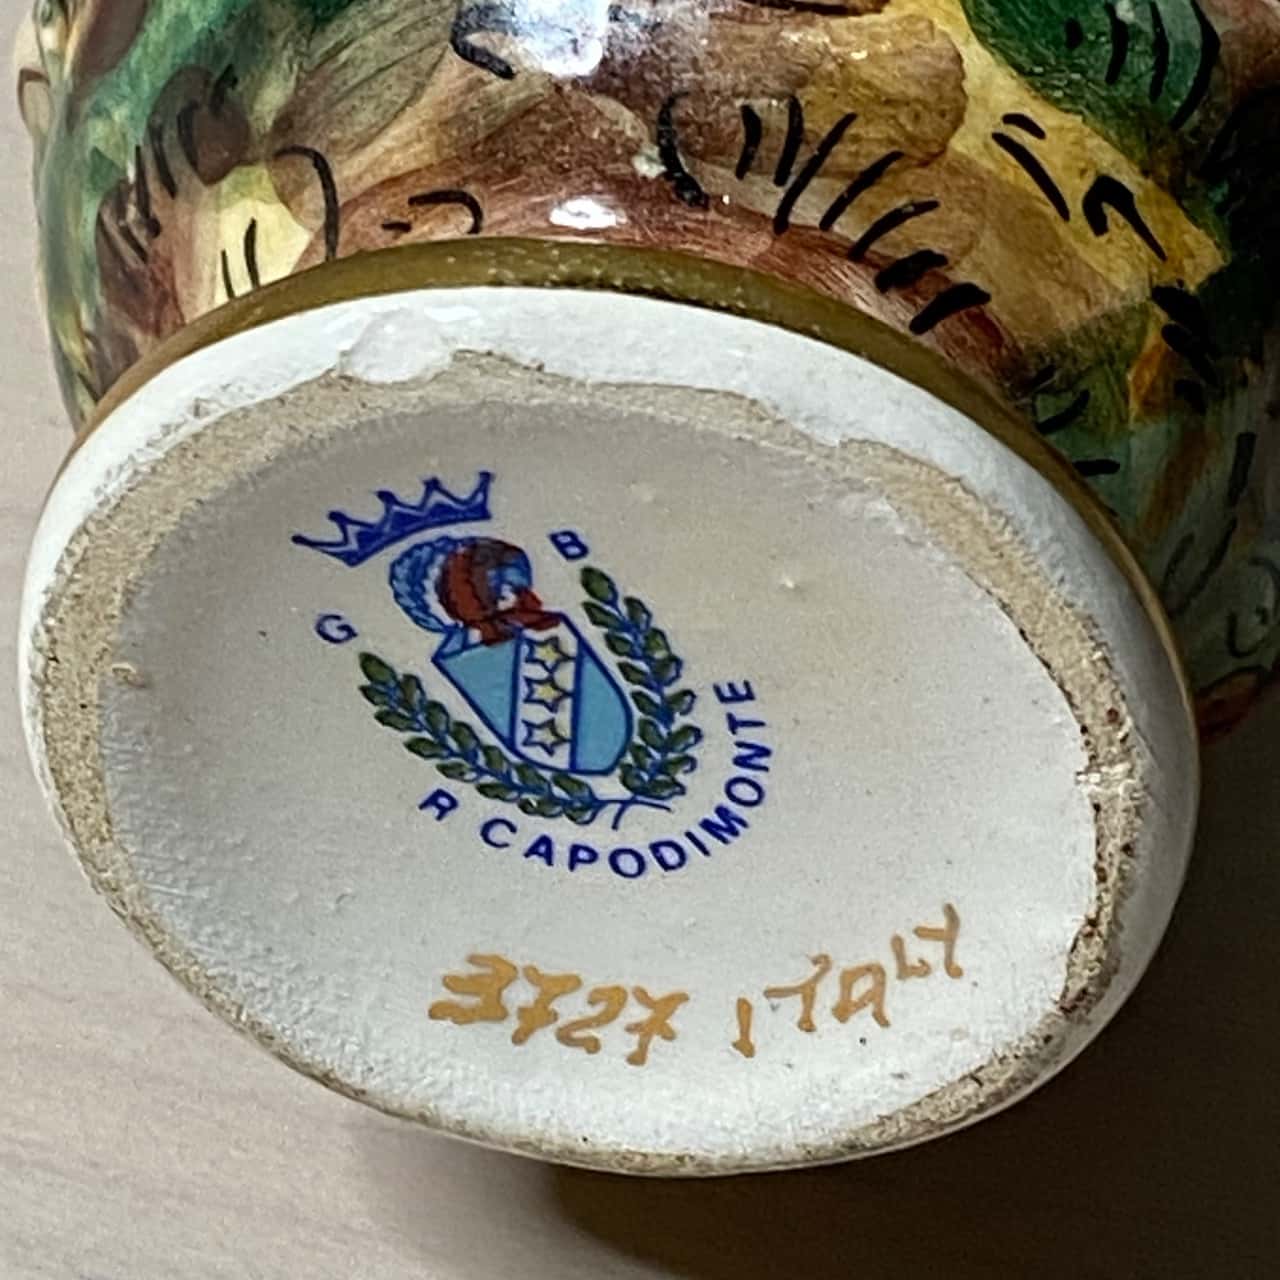 G B
R CAPODIMONTE
3727 ITALY